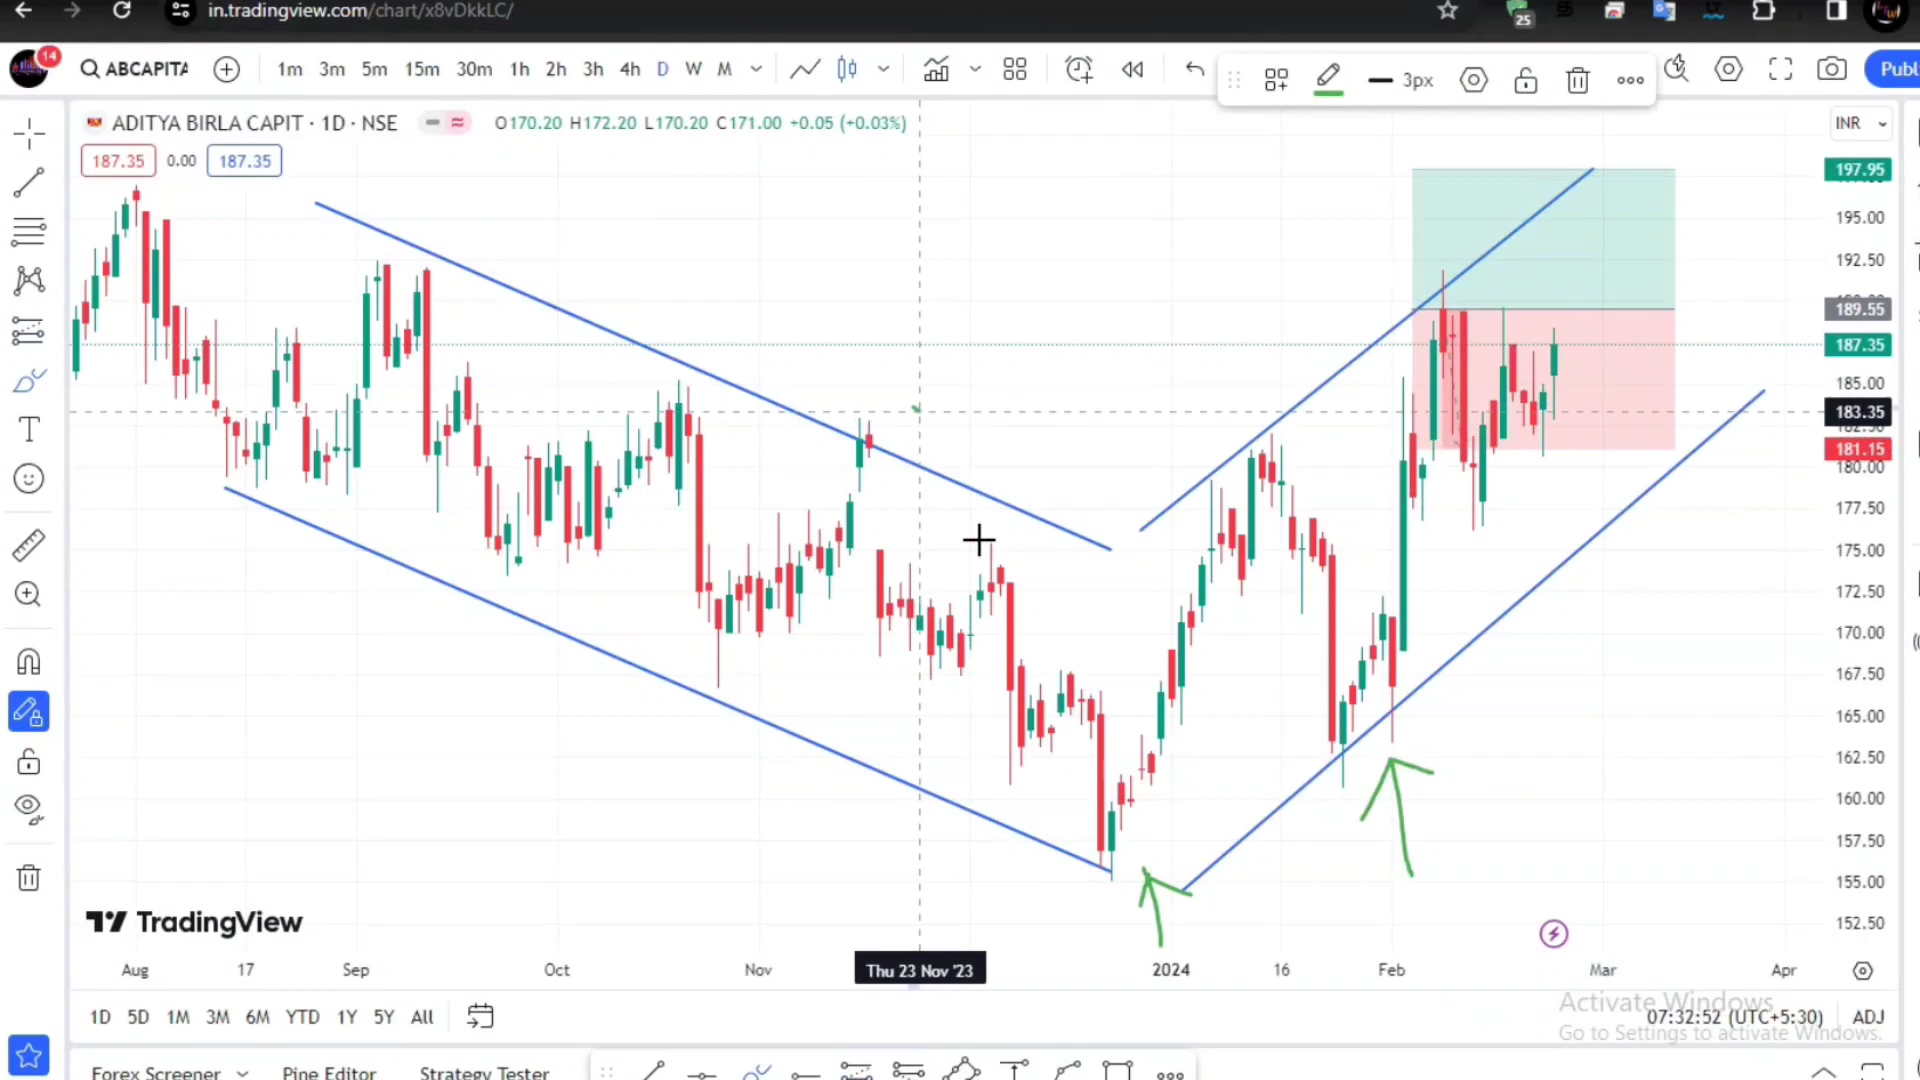 in.tradingview.com/chart/x8vDkkLC/
25
14
ABCAPITA
1m 3m 5m 15m 30m 1h 2h 3h 4h D W M
3px
Publ
ADITYA BIRLA CAPIT · 1D · NSE
O170.20 H172.20 L170.20 C171.00 +0.05 (+0.03%)
INR
187.35 0.00 187.35
197.95
195.00
192.50
189.55
187.35
185.00
183.35
181.15
180.00
177.50
175.00
172.50
170.00
167.50
165.00
162.50
160.00
157.50
155.00
152.50
TradingView
Aug 17 Sep Oct Nov Thu 23 Nov '23 2024 16 Feb Mar Apr
1D 5D 1M 3M 6M YTD 1Y 5Y All
07:32:52 (UTC+5:30) ADJ
Activate Windows
Go to Settings to activate Windows.
Forex Screener Pine Editor Strategy Tester